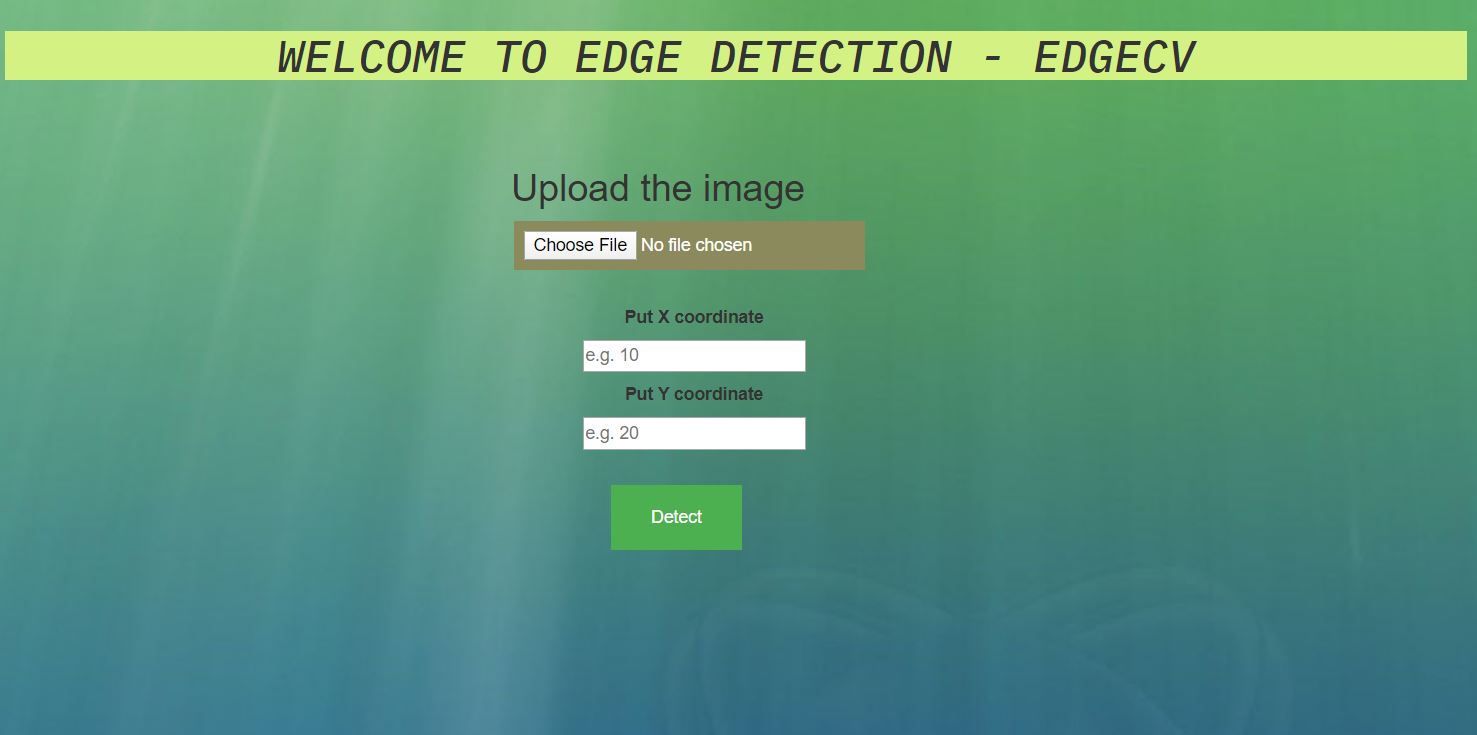 WELCOME TO EDGE DETECTION - EDGECV
Upload the image
Choose File No file chosen
Put X coordinate
e.g. 10
Put Y coordinate
e.g. 20
Detect